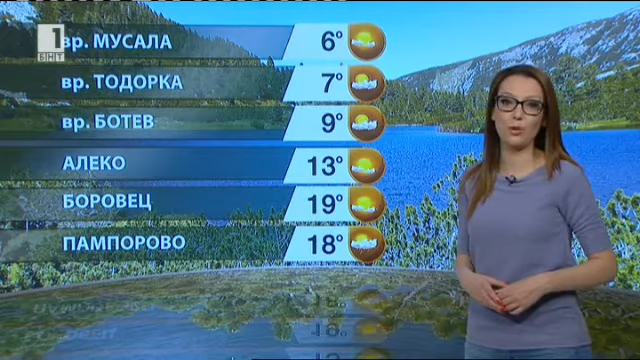 1
БНТ
вр. МУСАЛА 6°
вр. ТОДОРКА 7°
вр. БОТЕВ 9°
АЛЕКО 13°
БОРОВЕЦ 19°
ПАМПОРОВО 18°